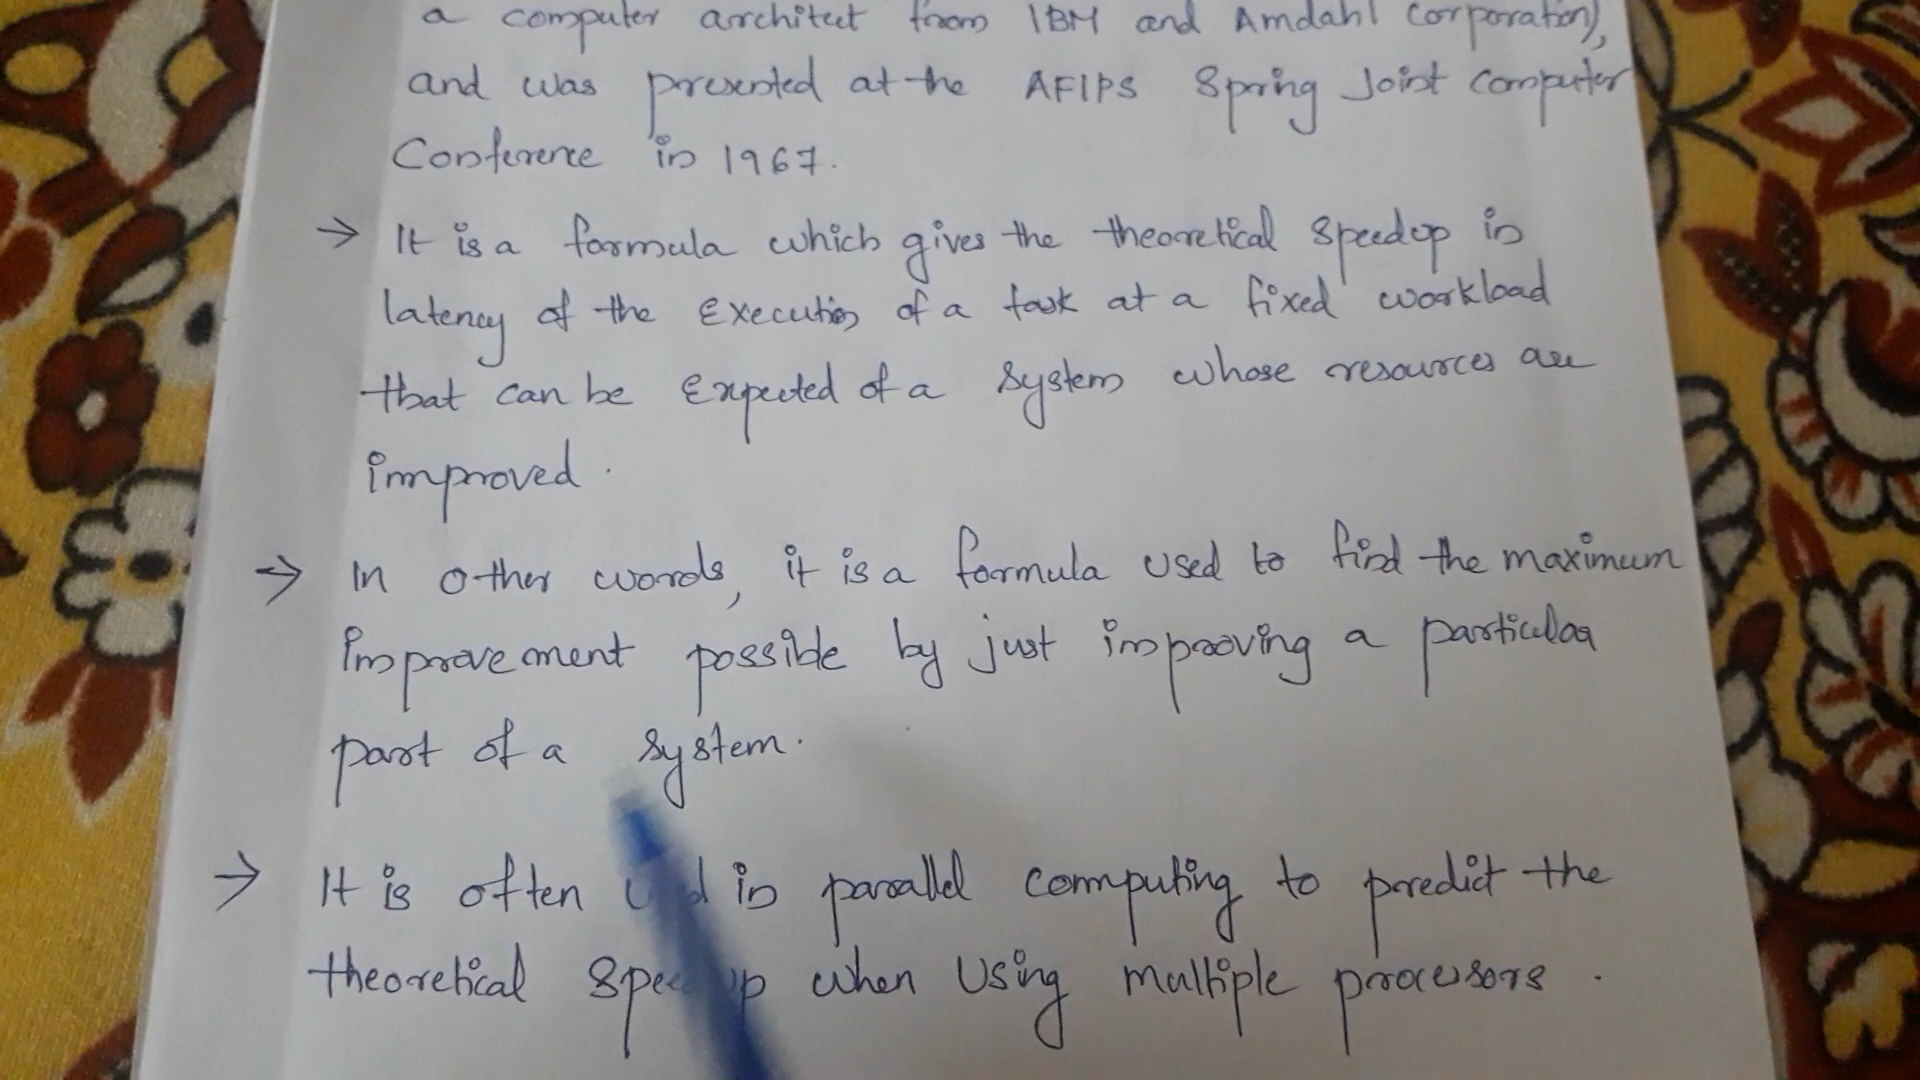 a computer architect from IBM and Amdahl Corporation),
and was presented at the AFIPS Spring Joint Computer
Conference in 1967.
→ It is a formula which gives the theoretical speedup in
latency of the execution of a task at a fixed workload
that can be expected of a system whose resources are
improved.
→ In other words, it is a formula used to find the maximum
improvement possible by just improving a particular
part of a system.
→ It is often in parallel computing to predict the
theoretical when using multiple processors.